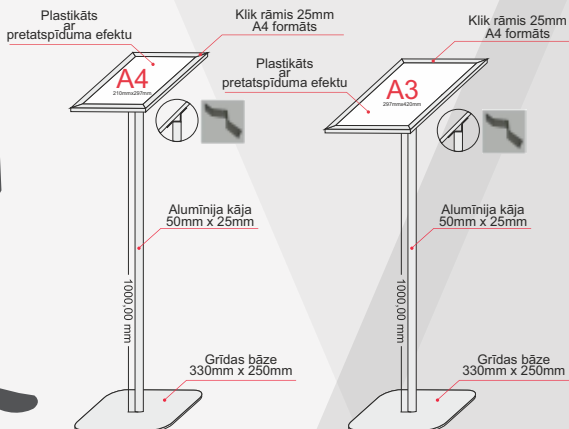 Plastikāts
ar
pretatspīduma efektu
Klik rāmis 25mm
A4 formāts
A4
210mmx297mm
Alumīnija kāja
50mm x 25mm
1000,00 mm
Grīdas bāze
330mm x 250mm
Klik rāmis 25mm
A4 formāts
Plastikāts
ar
pretatspīduma efektu
A3
297mmx420mm
Alumīnija kāja
50mm x 25mm
1000,00 mm
Grīdas bāze
330mm x 250mm